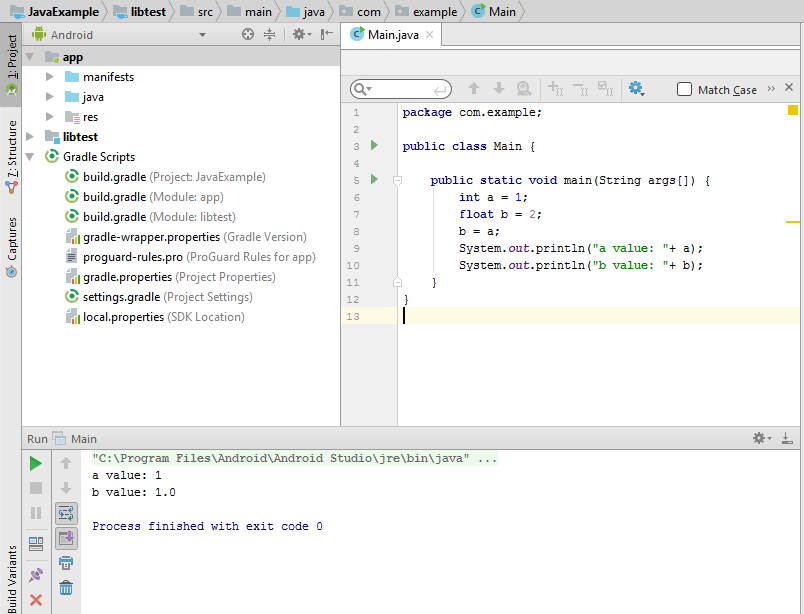 JavaExample libtest src main java com example Main
1: Project
7: Structure
Captures
Build Variants
Android
app
manifests
java
res
libtest
Gradle Scripts
build.gradle (Project: JavaExample)
build.gradle (Module: app)
build.gradle (Module: libtest)
gradle-wrapper.properties (Gradle Version)
proguard-rules.pro (ProGuard Rules for app)
gradle.properties (Project Properties)
settings.gradle (Project Settings)
local.properties (SDK Location)
Main.java
Match Case
1 package com.example;
2
3 public class Main {
4
5 public static void main(String args[]) {
6 int a = 1;
7 float b = 2;
8 b = a;
9 System.out.println("a value: "+ a);
10 System.out.println("b value: "+ b);
11 }
12 }
13
Run Main
"C:\Program Files\Android\Android Studio\jre\bin\java" ...
a value: 1
b value: 1.0
Process finished with exit code 0